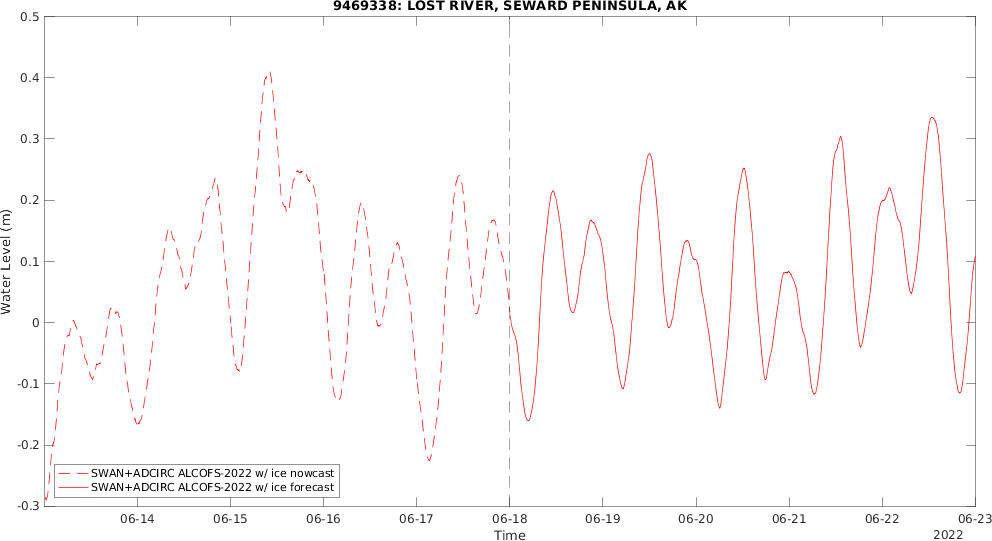 9469338: LOST RIVER, SEWARD PENINSULA, AK
Water Level (m)
0.5
0.4
0.3
0.2
0.1
0
-0.1
-0.2
-0.3
SWAN+ADCIRC ALCOFS-2022 w/ ice nowcast
SWAN+ADCIRC ALCOFS-2022 w/ ice forecast
06-14 06-15 06-16 06-17 06-18 06-19 06-20 06-21 06-22 06-23
Time
2022